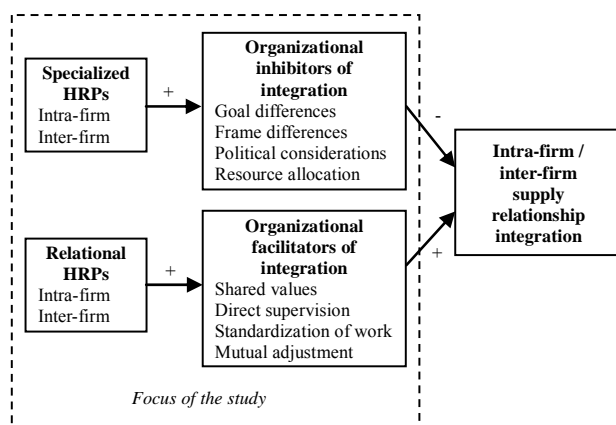 Specialized
HRPs
Intra-firm
Inter-firm
+
Organizational
inhibitors of
integration
Goal differences
Frame differences
Political considerations
Resource allocation
-
Intra-firm /
inter-firm
supply
relationship
integration
Relational
HRPs
Intra-firm
Inter-firm
+
Organizational
facilitators of
integration
Shared values
Direct supervision
Standardization of work
Mutual adjustment
+
Focus of the study